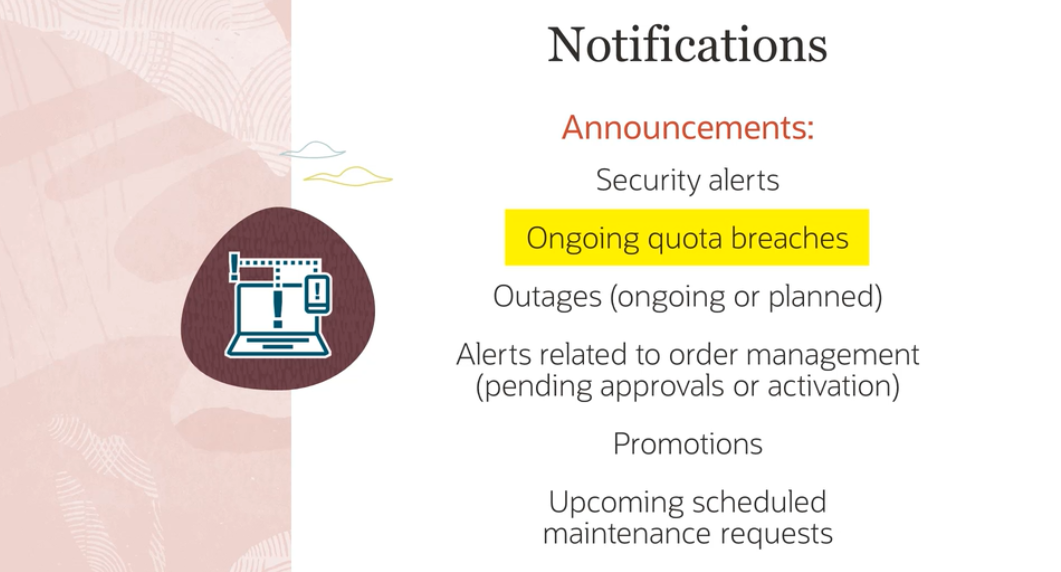 Notifications
Announcements:
Security alerts
Ongoing quota breaches
Outages (ongoing or planned)
Alerts related to order management
(pending approvals or activation)
Promotions
Upcoming scheduled
maintenance requests